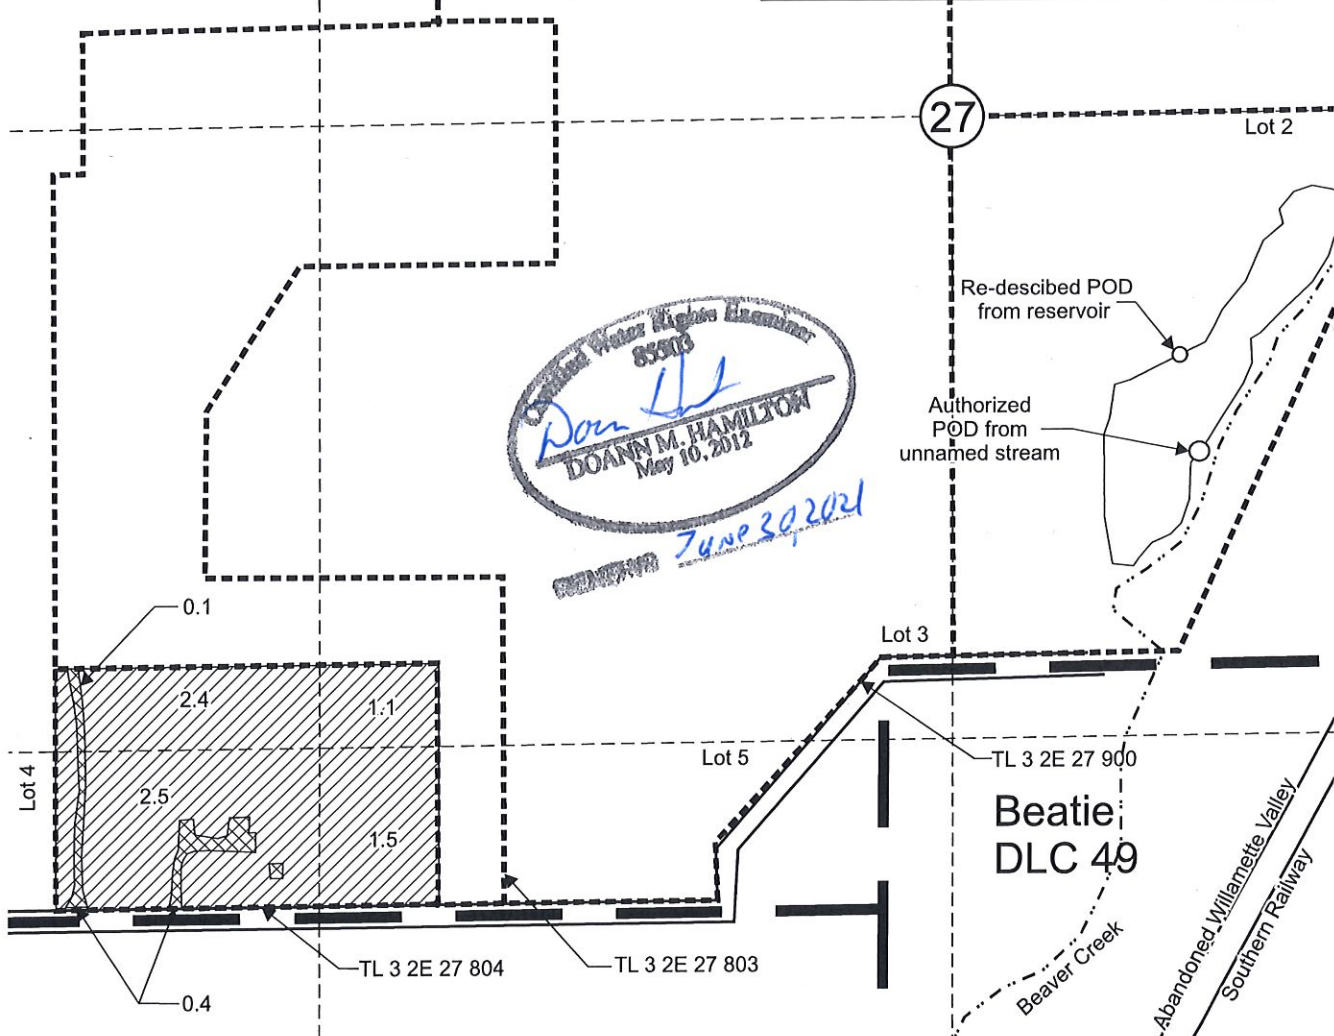 27
Lot 2
Re-descibed POD
from reservoir
Certified Water Rights Examiner
85503
DOANN M. HAMILTON
May 10, 2012
June 30, 2021
Authorized
POD from
unnamed stream
0.1
Lot 3
2.4
1.1
Lot 5
TL 3 2E 27 900
Lot 4
2.5
1.5
Beatie
DLC 49
TL 3 2E 27 804
TL 3 2E 27 803
0.4
Beaver Creek
Abandoned Willamette Valley
Southern Railway